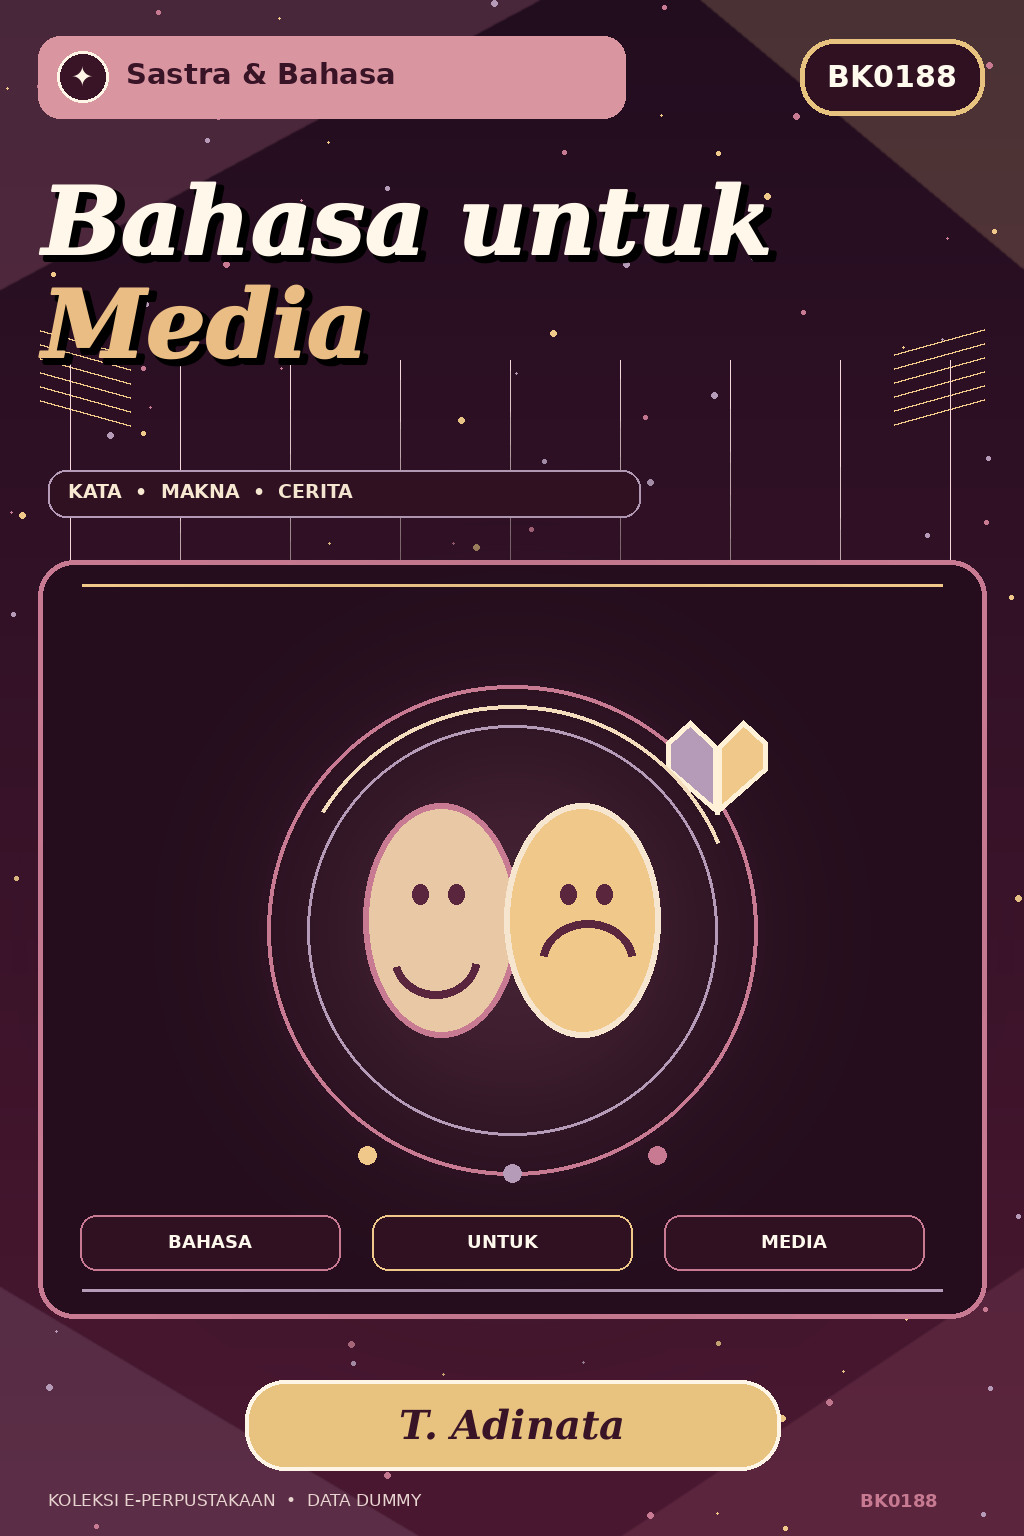 Sastra & Bahasa
BK0188
Bahasa untuk
Media
KATA • MAKNA • CERITA
BAHASA
UNTUK
MEDIA
T. Adinata
KOLEKSI E-PERPUSTAKAAN • DATA DUMMY
BK0188